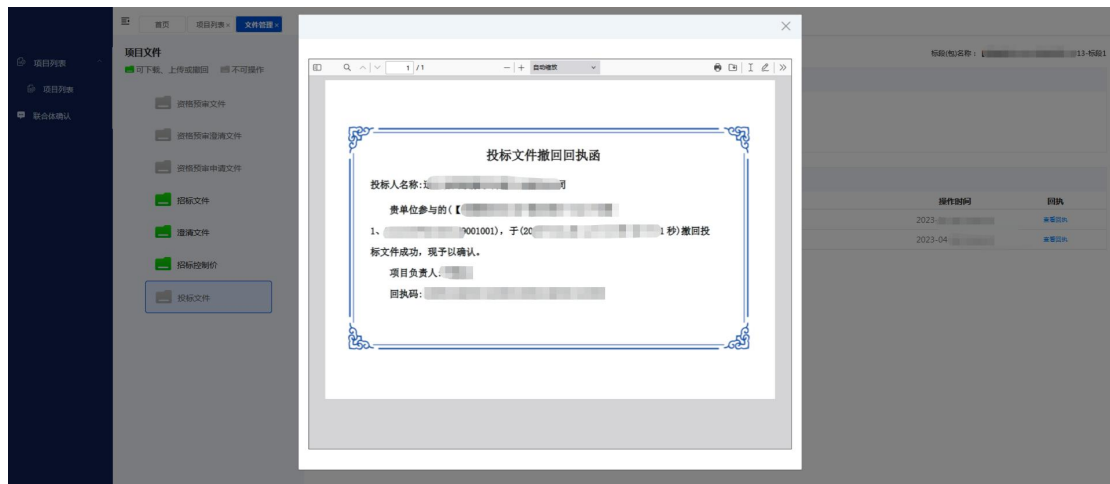 首页 项目列表 × 文件管理 ×
项目列表
项目列表
联合体确认
项目文件
可下载、上传或撤回 不可操作
资格预审文件
资格预审澄清文件
资格预审申请文件
招标文件
澄清文件
招标控制价
投标文件
1 /1 自动缩放
投标文件撤回回执函
投标人名称:
贵单位参与的(【
1、 0001001), 于(20 1 秒)撤回投
标文件成功, 现予以确认。
项目负责人:
回执码:
标段(包)名称: 13-标段1
操作时间 回执
2023- 查看回执
2023-04 查看回执